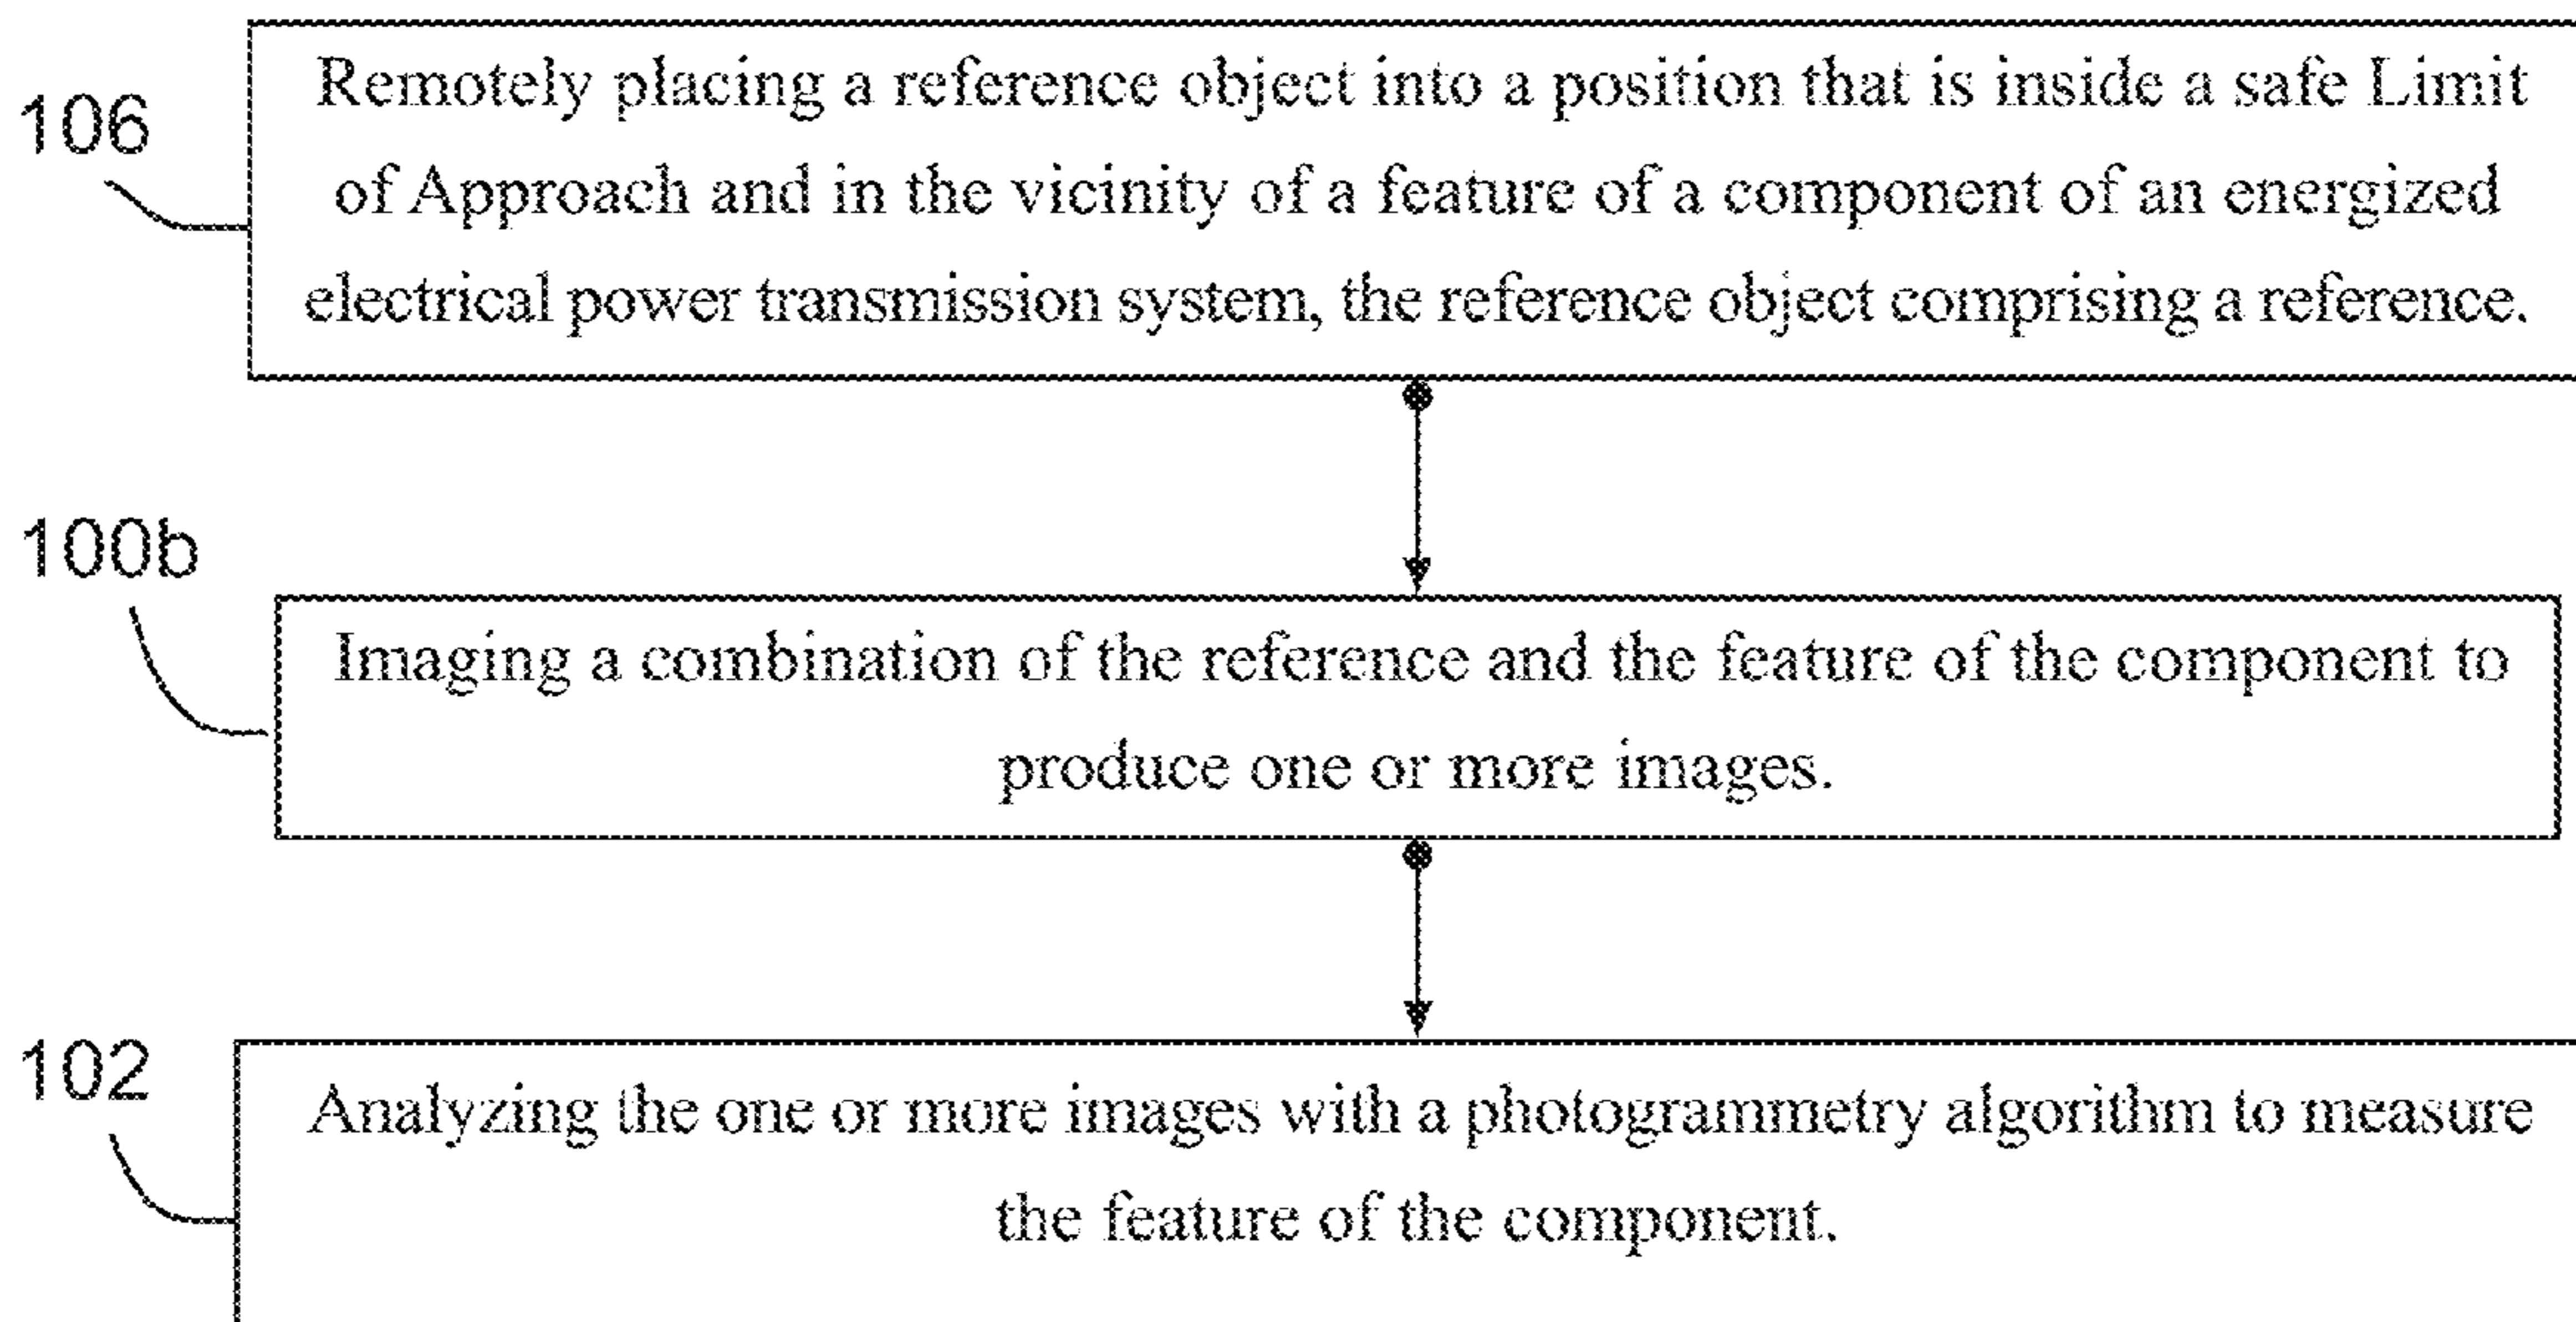 106
Remotely placing a reference object into a position that is inside a safe Limit
of Approach and in the vicinity of a feature of a component of an energized
electrical power transmission system, the reference object comprising a reference.
100b
Imaging a combination of the reference and the feature of the component to
produce one or more images.
102
Analyzing the one or more images with a photogrammetry algorithm to measure
the feature of the component.